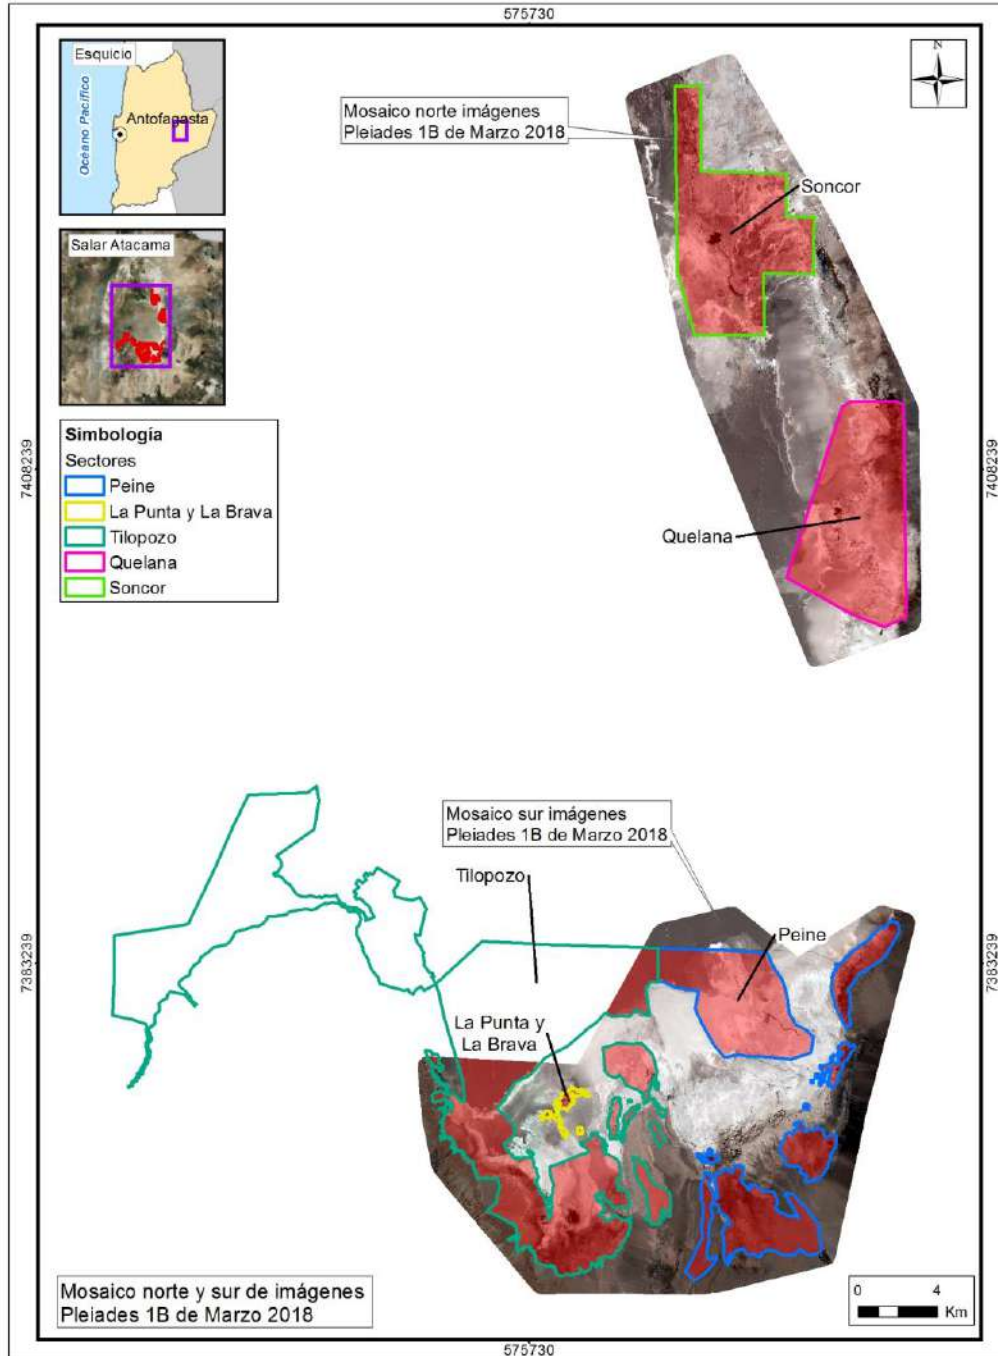 575730
Esquicio
Océano Pacífico
Antofagasta
N
Mosaico norte imágenes
Pleiades 1B de Marzo 2018
Soncor
Salar Atacama
Simbología
Sectores
Peine
La Punta y La Brava
Tilopozo
Quelana
Soncor
7408239
7408239
Quelana
Mosaico sur imágenes
Pleiades 1B de Marzo 2018
Tilopozo
Peine
7383239
7383239
La Punta y
La Brava
Mosaico norte y sur de imágenes
Pleiades 1B de Marzo 2018
0 4
Km
575730